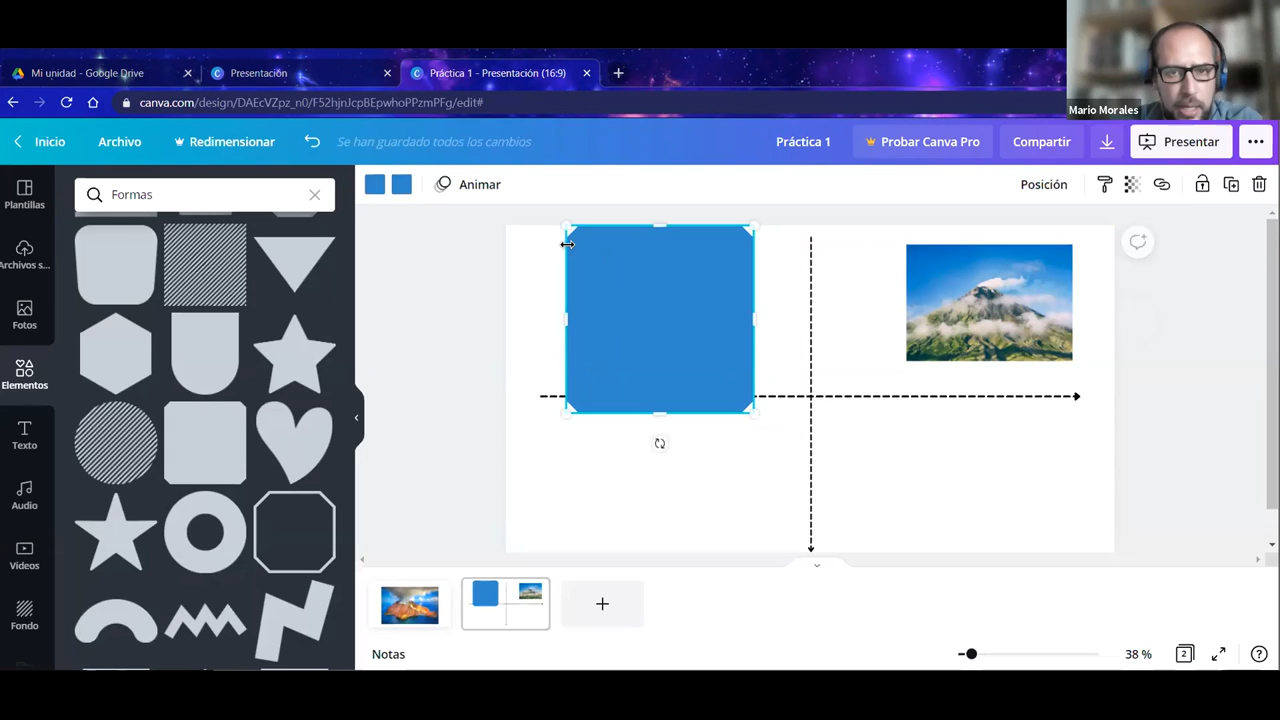 Mario Morales
Mi unidad - Google Drive
Presentación
Práctica 1 - Presentación (16:9)
canva.com/design/DAEcVZpz_n0/F52hjnJcpBEpwhoPPzmPFg/edit#
Inicio
Archivo
Redimensionar
Se han guardado todos los cambios
Práctica 1
Probar Canva Pro
Compartir
Presentar
Plantillas
Archivos s...
Fotos
Elementos
Texto
Audio
Vídeos
Fondo
Formas
Animar
Posición
Notas
38 %
2